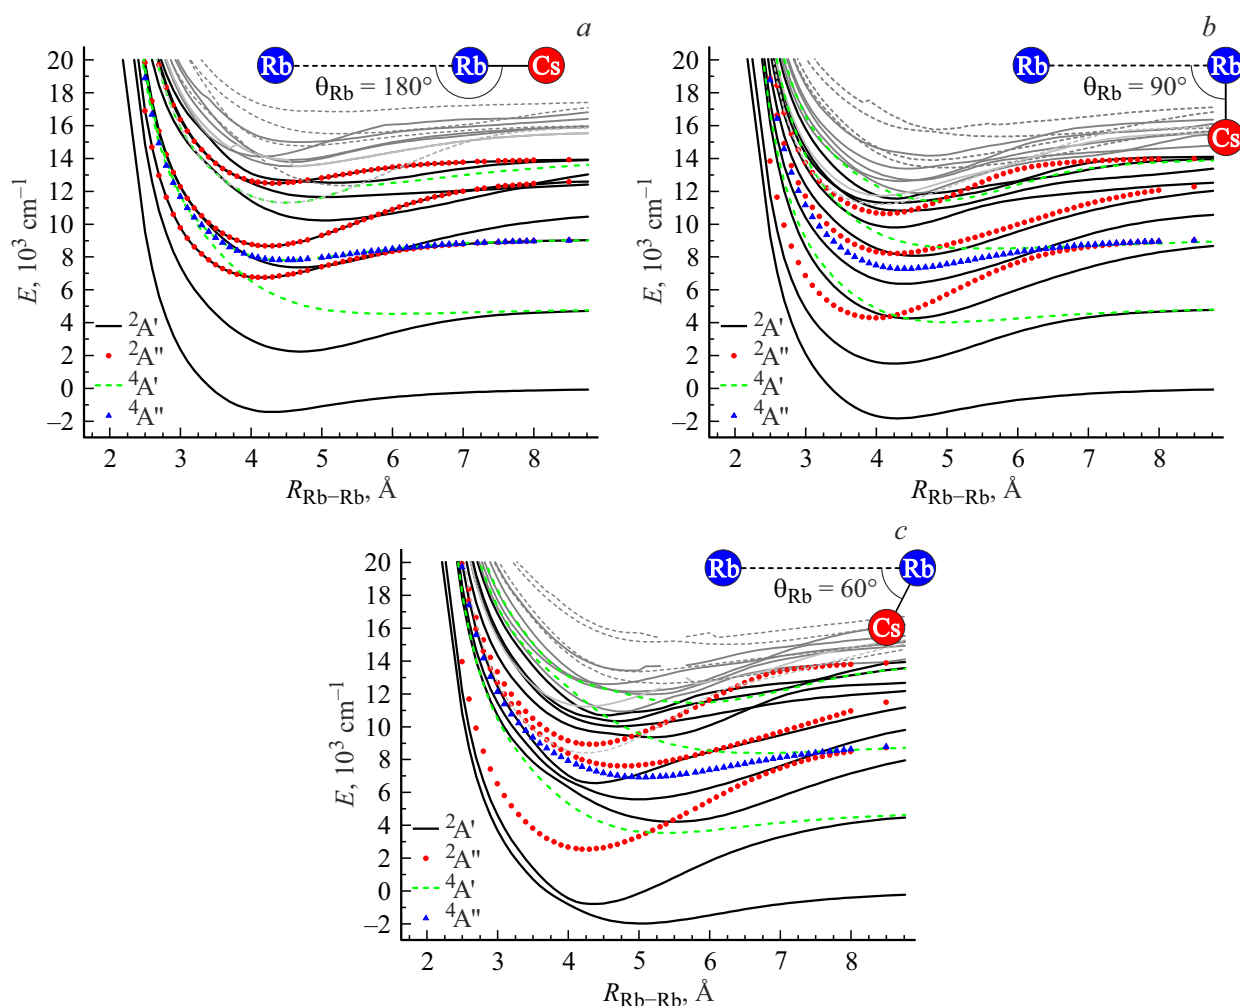 a
Rb Rb Cs
θRb = 180°
20
18
16
14
12
10
8
6
4
2
0
–2
E, 10³ cm⁻¹
²A'
²A''
⁴A'
⁴A''
2 3 4 5 6 7 8
RRb–Rb, Å
b
Rb Rb
θRb = 90°
Cs
20
18
16
14
12
10
8
6
4
2
0
–2
E, 10³ cm⁻¹
²A'
²A''
⁴A'
⁴A''
2 3 4 5 6 7 8
RRb–Rb, Å
c
Rb Rb
θRb = 60°
Cs
20
18
16
14
12
10
8
6
4
2
0
–2
E, 10³ cm⁻¹
²A'
²A''
⁴A'
⁴A''
2 3 4 5 6 7 8
RRb–Rb, Å